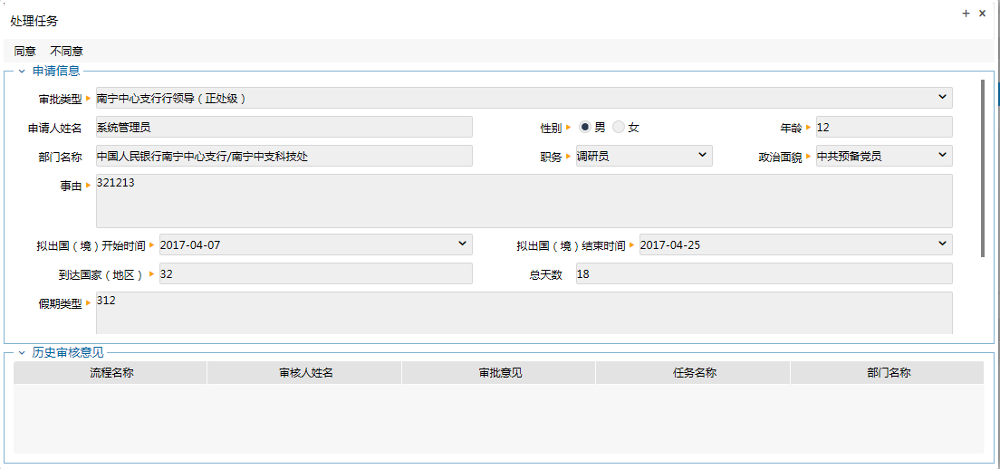 处理任务
同意 不同意
申请信息
审批类型 南宁中心支行行领导（正处级）
申请人姓名 系统管理员 性别 男 女 年龄 12
部门名称 中国人民银行南宁中心支行/南宁中支科技处 职务 调研员 政治面貌 中共预备党员
事由 321213
拟出国（境）开始时间 2017-04-07 拟出国（境）结束时间 2017-04-25
到达国家（地区） 32 总天数 18
假期类型 312
历史审核意见
流程名称 审核人姓名 审批意见 任务名称 部门名称